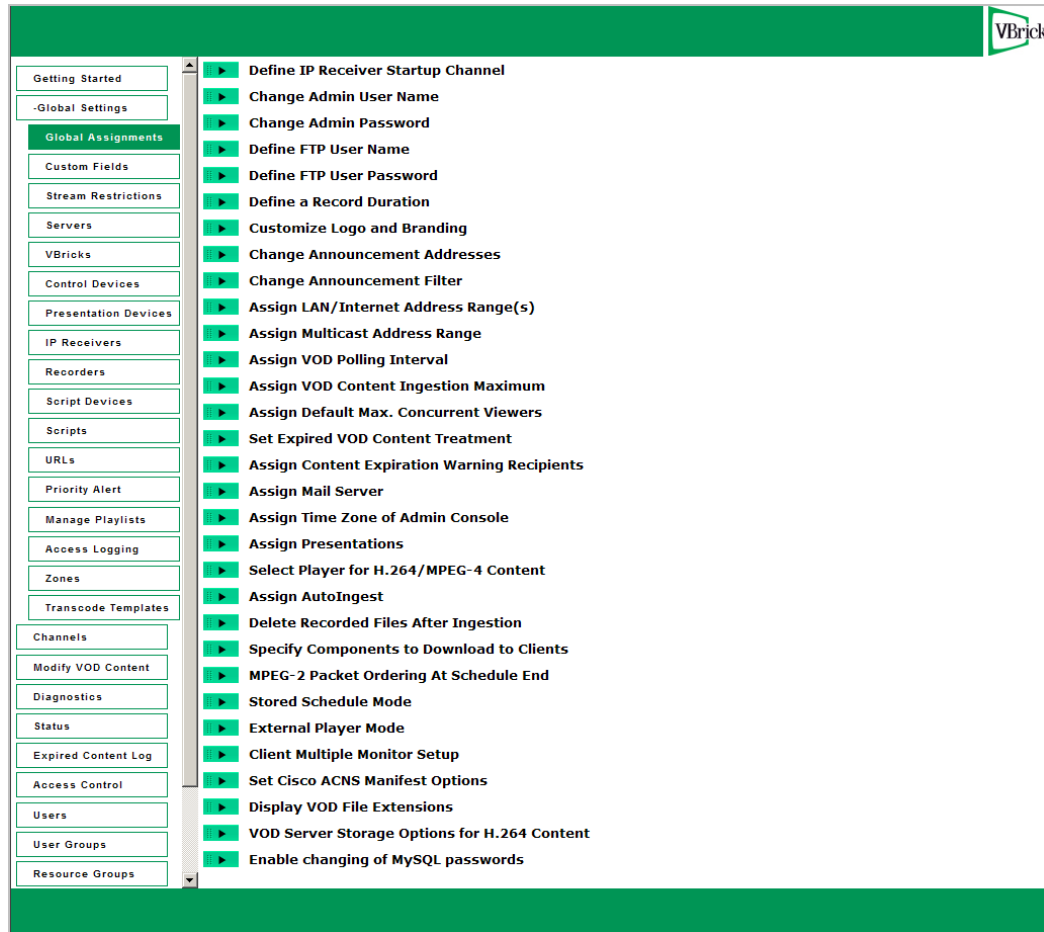 VBrick
Getting Started
-Global Settings
Global Assignments
Custom Fields
Stream Restrictions
Servers
VBricks
Control Devices
Presentation Devices
IP Receivers
Recorders
Script Devices
Scripts
URLs
Priority Alert
Manage Playlists
Access Logging
Zones
Transcode Templates
Channels
Modify VOD Content
Diagnostics
Status
Expired Content Log
Access Control
Users
User Groups
Resource Groups
Define IP Receiver Startup Channel
Change Admin User Name
Change Admin Password
Define FTP User Name
Define FTP User Password
Define a Record Duration
Customize Logo and Branding
Change Announcement Addresses
Change Announcement Filter
Assign LAN/Internet Address Range(s)
Assign Multicast Address Range
Assign VOD Polling Interval
Assign VOD Content Ingestion Maximum
Assign Default Max. Concurrent Viewers
Set Expired VOD Content Treatment
Assign Content Expiration Warning Recipients
Assign Mail Server
Assign Time Zone of Admin Console
Assign Presentations
Select Player for H.264/MPEG-4 Content
Assign AutoIngest
Delete Recorded Files After Ingestion
Specify Components to Download to Clients
MPEG-2 Packet Ordering At Schedule End
Stored Schedule Mode
External Player Mode
Client Multiple Monitor Setup
Set Cisco ACNS Manifest Options
Display VOD File Extensions
VOD Server Storage Options for H.264 Content
Enable changing of MySQL passwords